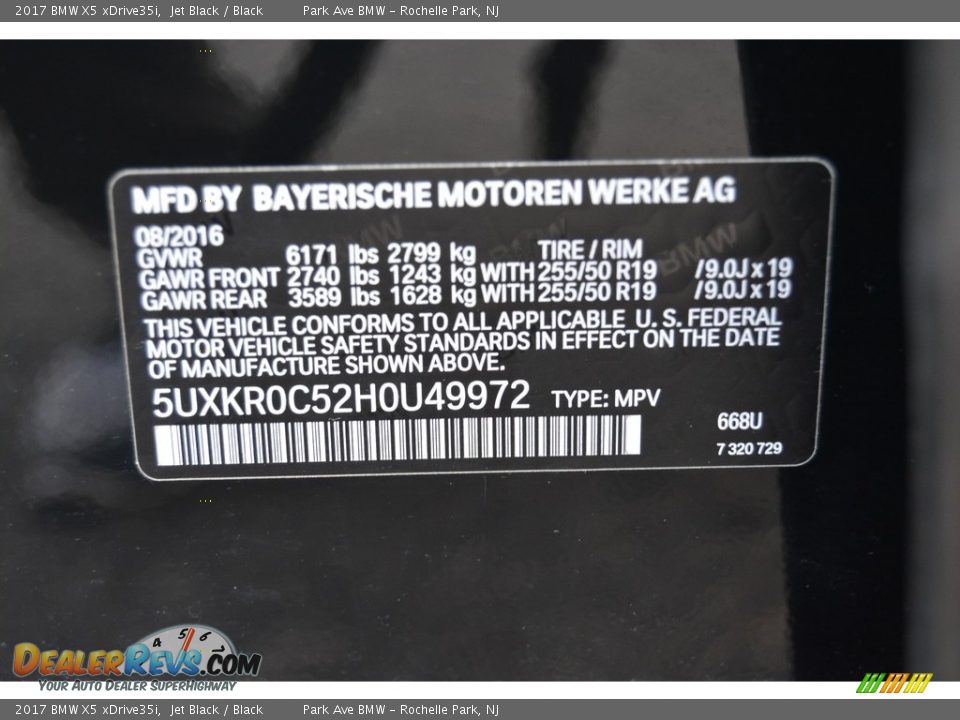 2017 BMW X5 xDrive35i, Jet Black / Black Park Ave BMW - Rochelle Park, NJ
MFD BY BAYERISCHE MOTOREN WERKE AG
08/2016
GVWR 6171 lbs 2799 kg TIRE / RIM
GAWR FRONT 2740 lbs 1243 kg WITH 255/50 R19 /9.0J x 19
GAWR REAR 3589 lbs 1628 kg WITH 255/50 R19 /9.0J x 19
THIS VEHICLE CONFORMS TO ALL APPLICABLE U. S. FEDERAL
MOTOR VEHICLE SAFETY STANDARDS IN EFFECT ON THE DATE
OF MANUFACTURE SHOWN ABOVE.
5UXKR0C52H0U49972 TYPE: MPV
668U
7 320 729
4 5 6
DEALERREVS.COM
YOUR AUTO DEALER SUPERHIGHWAY
2017 BMW X5 xDrive35i, Jet Black / Black Park Ave BMW - Rochelle Park, NJ